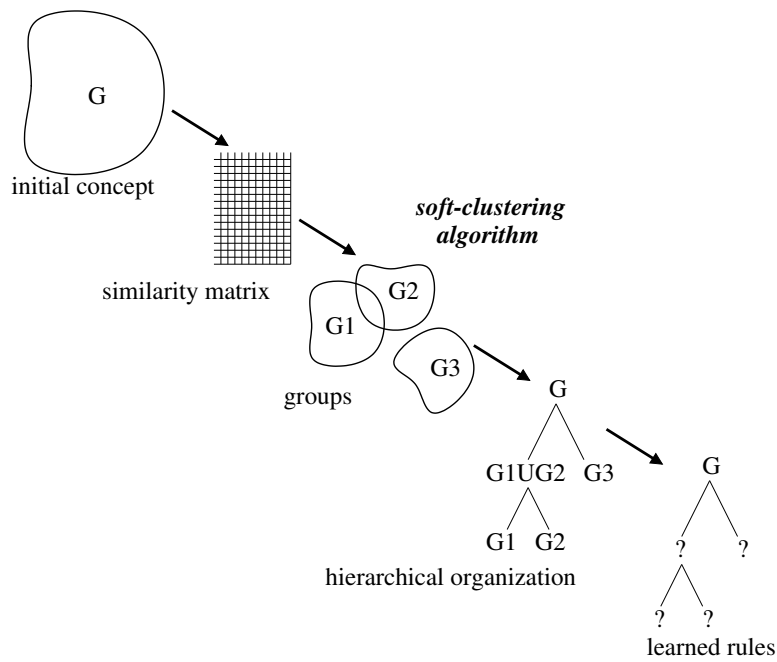 G
initial concept
similarity matrix
soft-clustering
algorithm
G1
G2
G3
groups
G
G1UG2 G3
G1 G2
hierarchical organization
G
? ?
? ?
learned rules